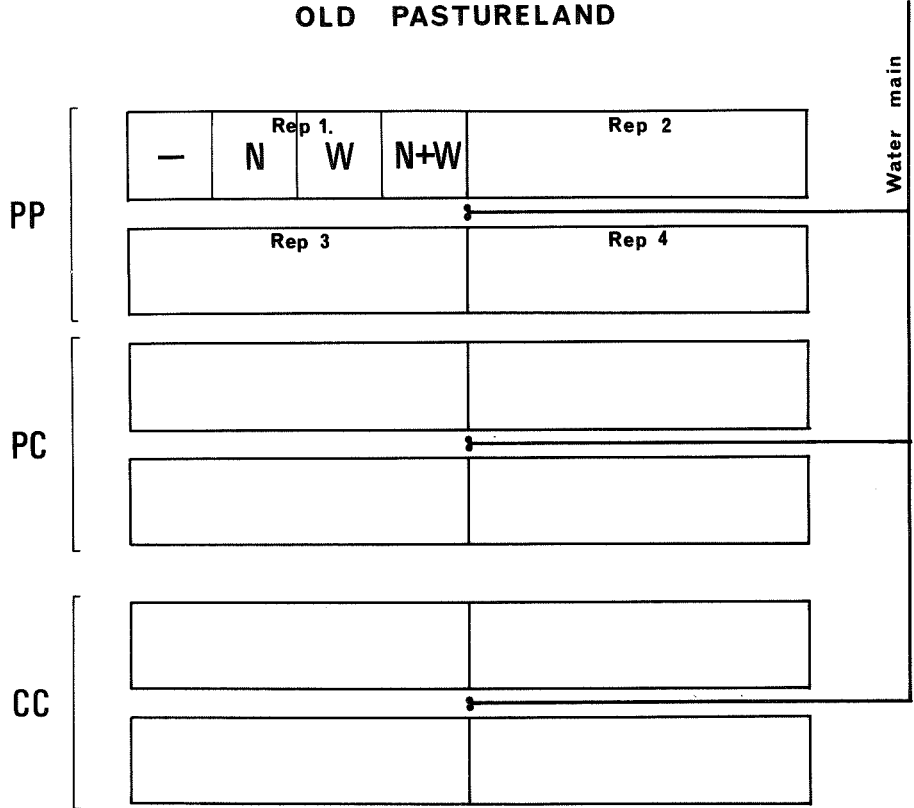 OLD PASTURELAND
Water main
PP
Rep 1.
Rep 2
— N W N+W
Rep 3
Rep 4
PC
CC